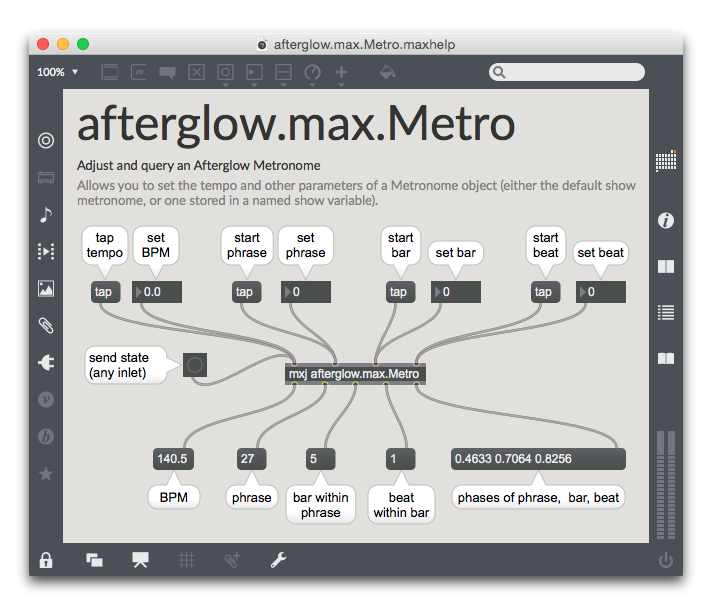 afterglow.max.Metro.maxhelp
100%
afterglow.max.Metro
Adjust and query an Afterglow Metronome
Allows you to set the tempo and other parameters of a Metronome object (either the default show
metronome, or one stored in a named show variable).
tap
tempo
set
BPM
start
phrase
set
phrase
start
bar
set bar
start
beat
set beat
tap
0.0
tap
0
tap
0
tap
0
send state
(any inlet)
mxj afterglow.max.Metro
140.5
27
5
1
0.4633 0.7064 0.8256
BPM
phrase
bar within
phrase
beat
within bar
phases of phrase, bar, beat